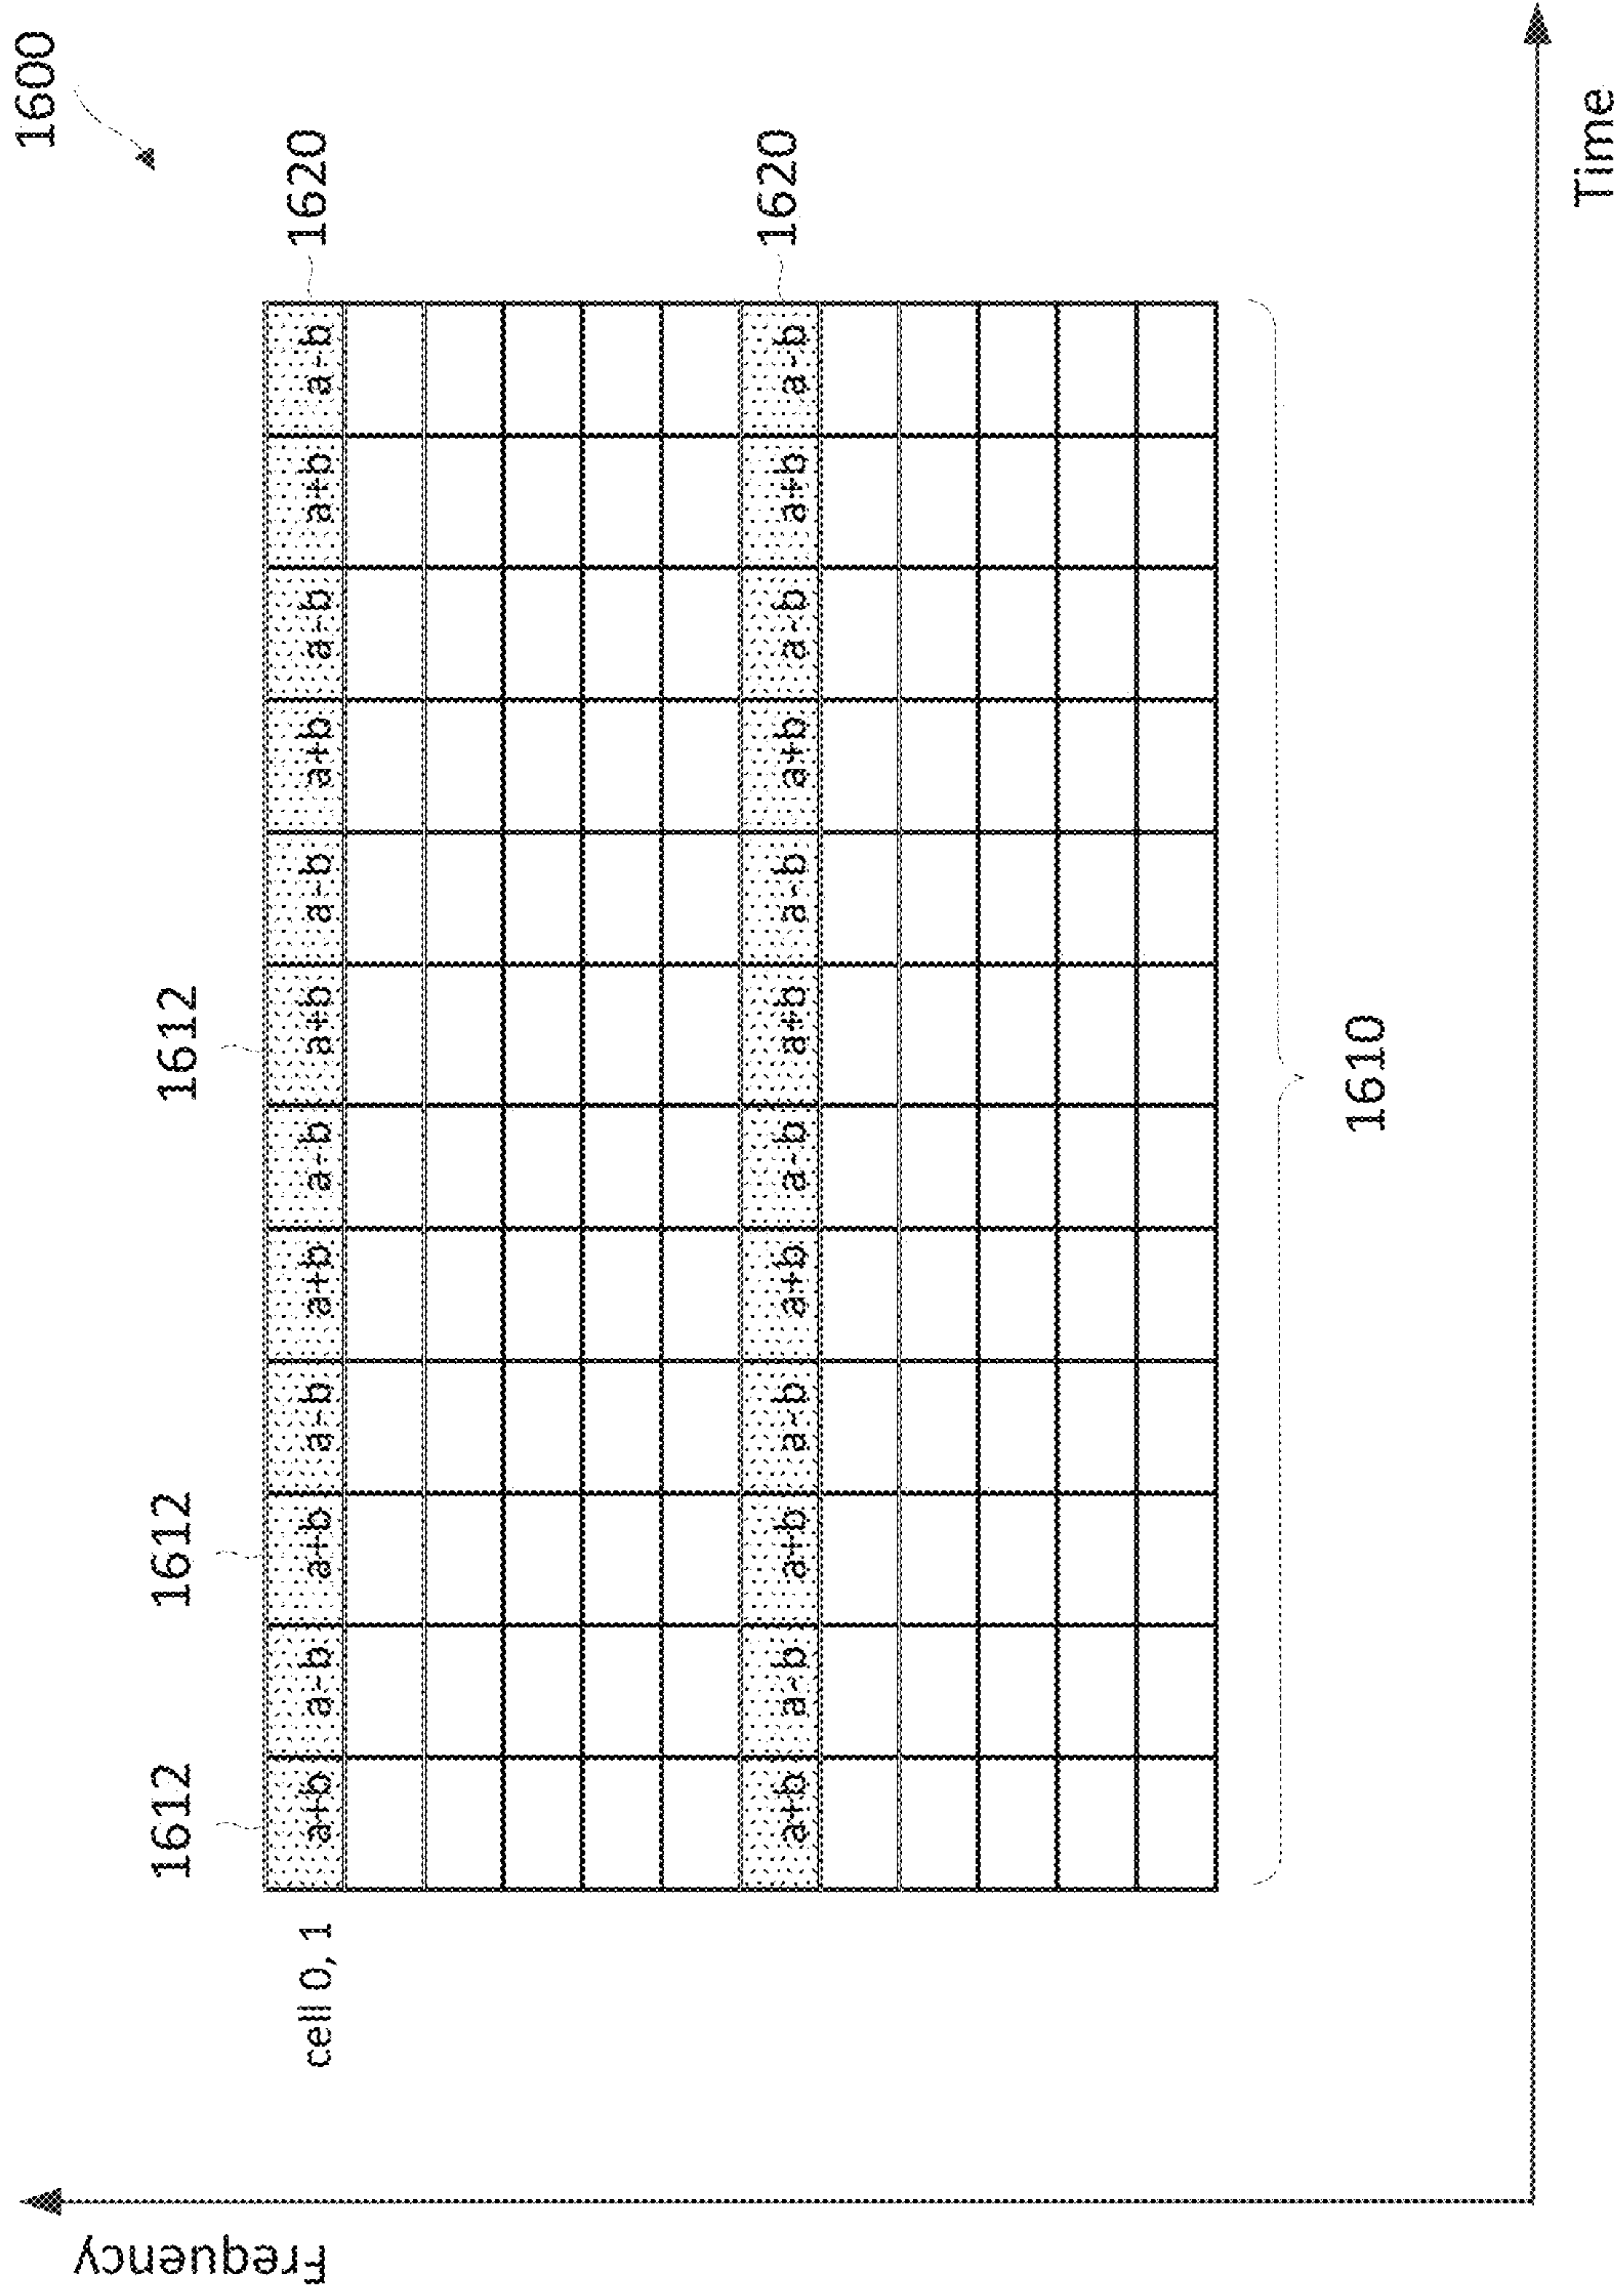 1600
1612 1612 1612
cell 0, 1 a+b a-b a+b a-b a+b a-b a+b a-b a+b a-b a+b a-b 1620
a+b a-b a+b a-b a+b a-b a+b a-b a+b a-b a+b a-b 1620
1610
Frequency
Time